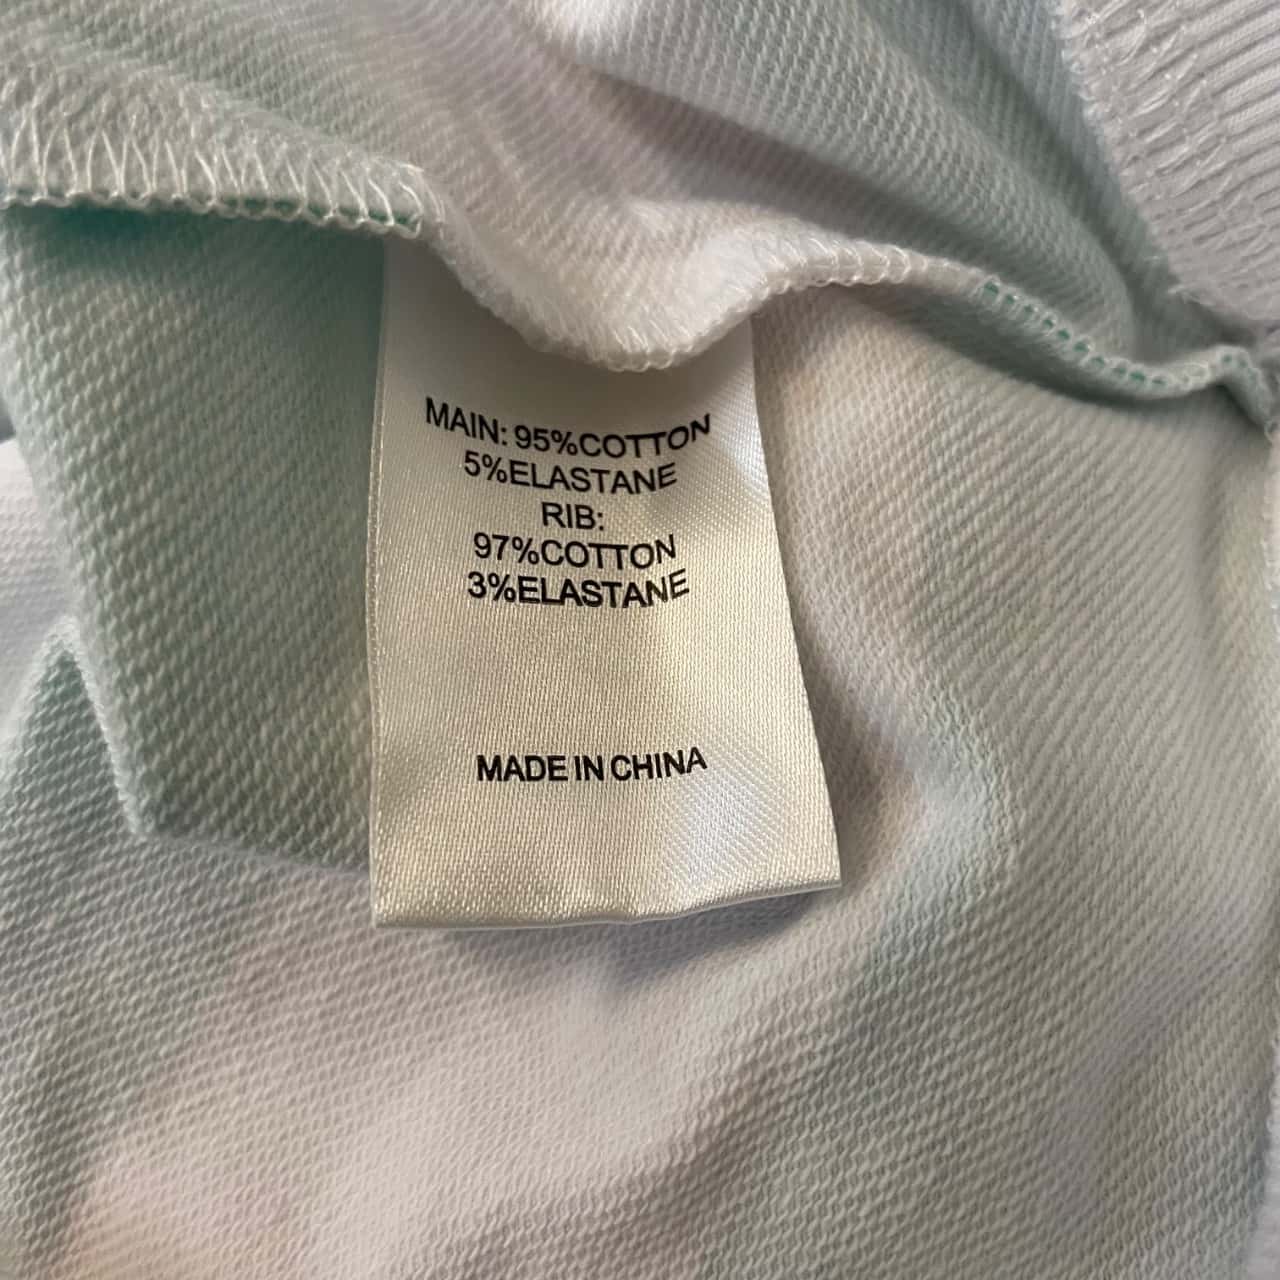 MAIN: 95%COTTON
5%ELASTANE
RIB:
97%COTTON
3%ELASTANE
MADE IN CHINA